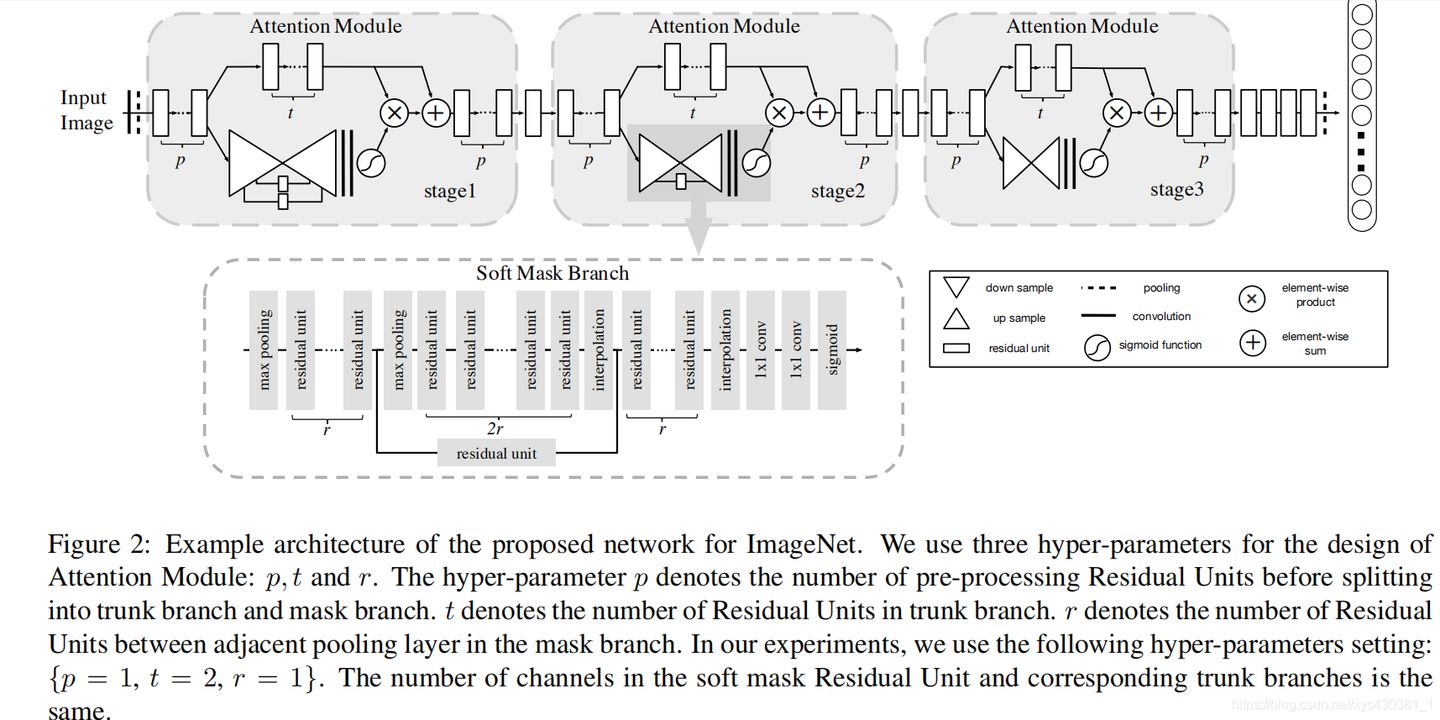 Attention Module
Attention Module
Attention Module
Input
Image
t
t
t
p
p
p
p
p
p
stage1
stage2
stage3
Soft Mask Branch
max pooling
residual unit
residual unit
max pooling
residual unit
residual unit
residual unit
residual unit
interpolation
residual unit
residual unit
interpolation
1x1 conv
1x1 conv
sigmoid
r
2r
r
residual unit
down sample
pooling
element-wise
product
up sample
convolution
residual unit
sigmoid function
element-wise
sum
Figure 2: Example architecture of the proposed network for ImageNet. We use three hyper-parameters for the design of
Attention Module: p, t and r. The hyper-parameter p denotes the number of pre-processing Residual Units before splitting
into trunk branch and mask branch. t denotes the number of Residual Units in trunk branch. r denotes the number of Residual
Units between adjacent pooling layer in the mask branch. In our experiments, we use the following hyper-parameters setting:
{p = 1, t = 2, r = 1}. The number of channels in the soft mask Residual Unit and corresponding trunk branches is the
same.
https://blog.csdn.net/xys430381_1